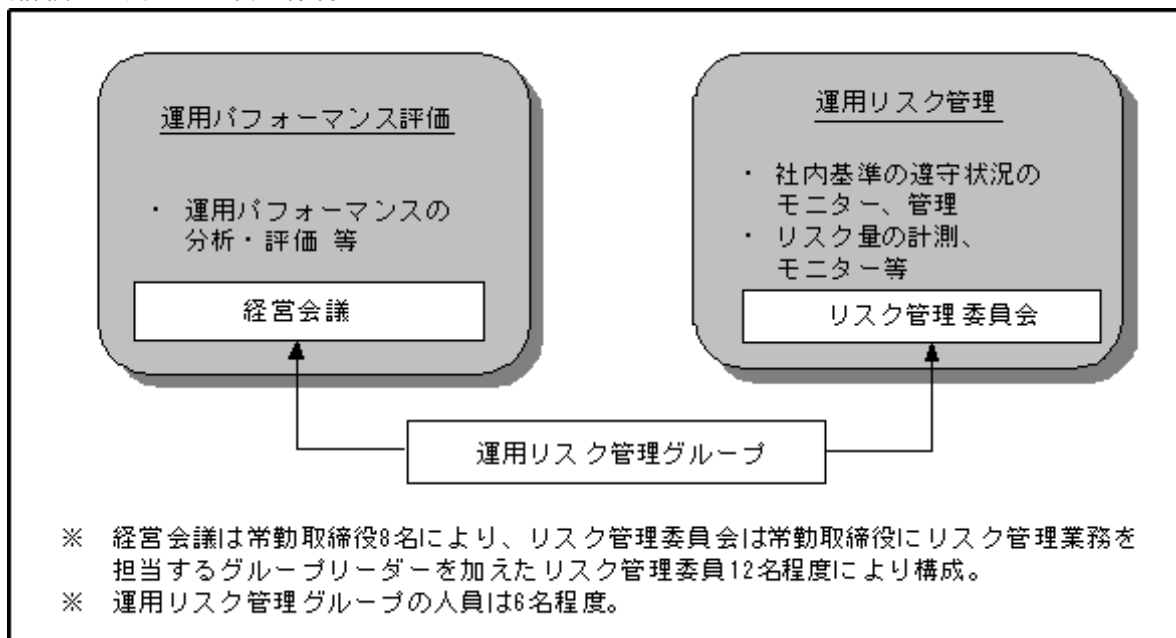 運用パフォーマンス評価
・ 運用パフォーマンスの
分析・評価 等
経営会議
運用リスク管理
・ 社内基準の遵守状況の
モニター、管理
・ リスク量の計測、
モニター等
リスク管理委員会
運用リスク管理グループ
※ 経営会議は常勤取締役8名により、リスク管理委員会は常勤取締役にリスク管理業務を
担当するグループリーダーを加えたリスク管理委員12名程度により構成。
※ 運用リスク管理グループの人員は6名程度。